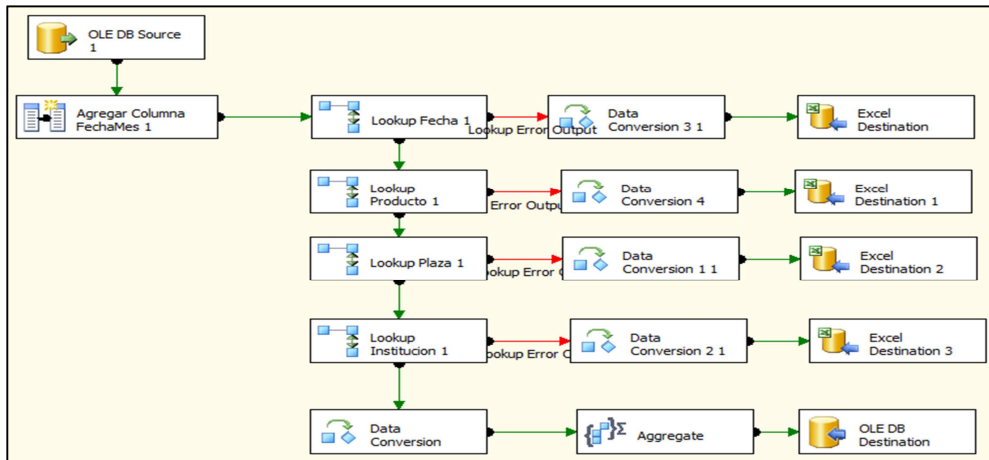 OLE DB Source
1
Agregar Columna
FechaMes 1
Lookup Fecha 1
Lookup Error Output
Data
Conversion 3 1
Excel
Destination
Lookup
Producto 1
Error Outpu
Data
Conversion 4
Excel
Destination 1
Lookup Plaza 1
ookup Error O
Data
Conversion 1 1
Excel
Destination 2
Lookup
Institucion 1
ookup Error O
Data
Conversion 2 1
Excel
Destination 3
Data
Conversion
Aggregate
OLE DB
Destination